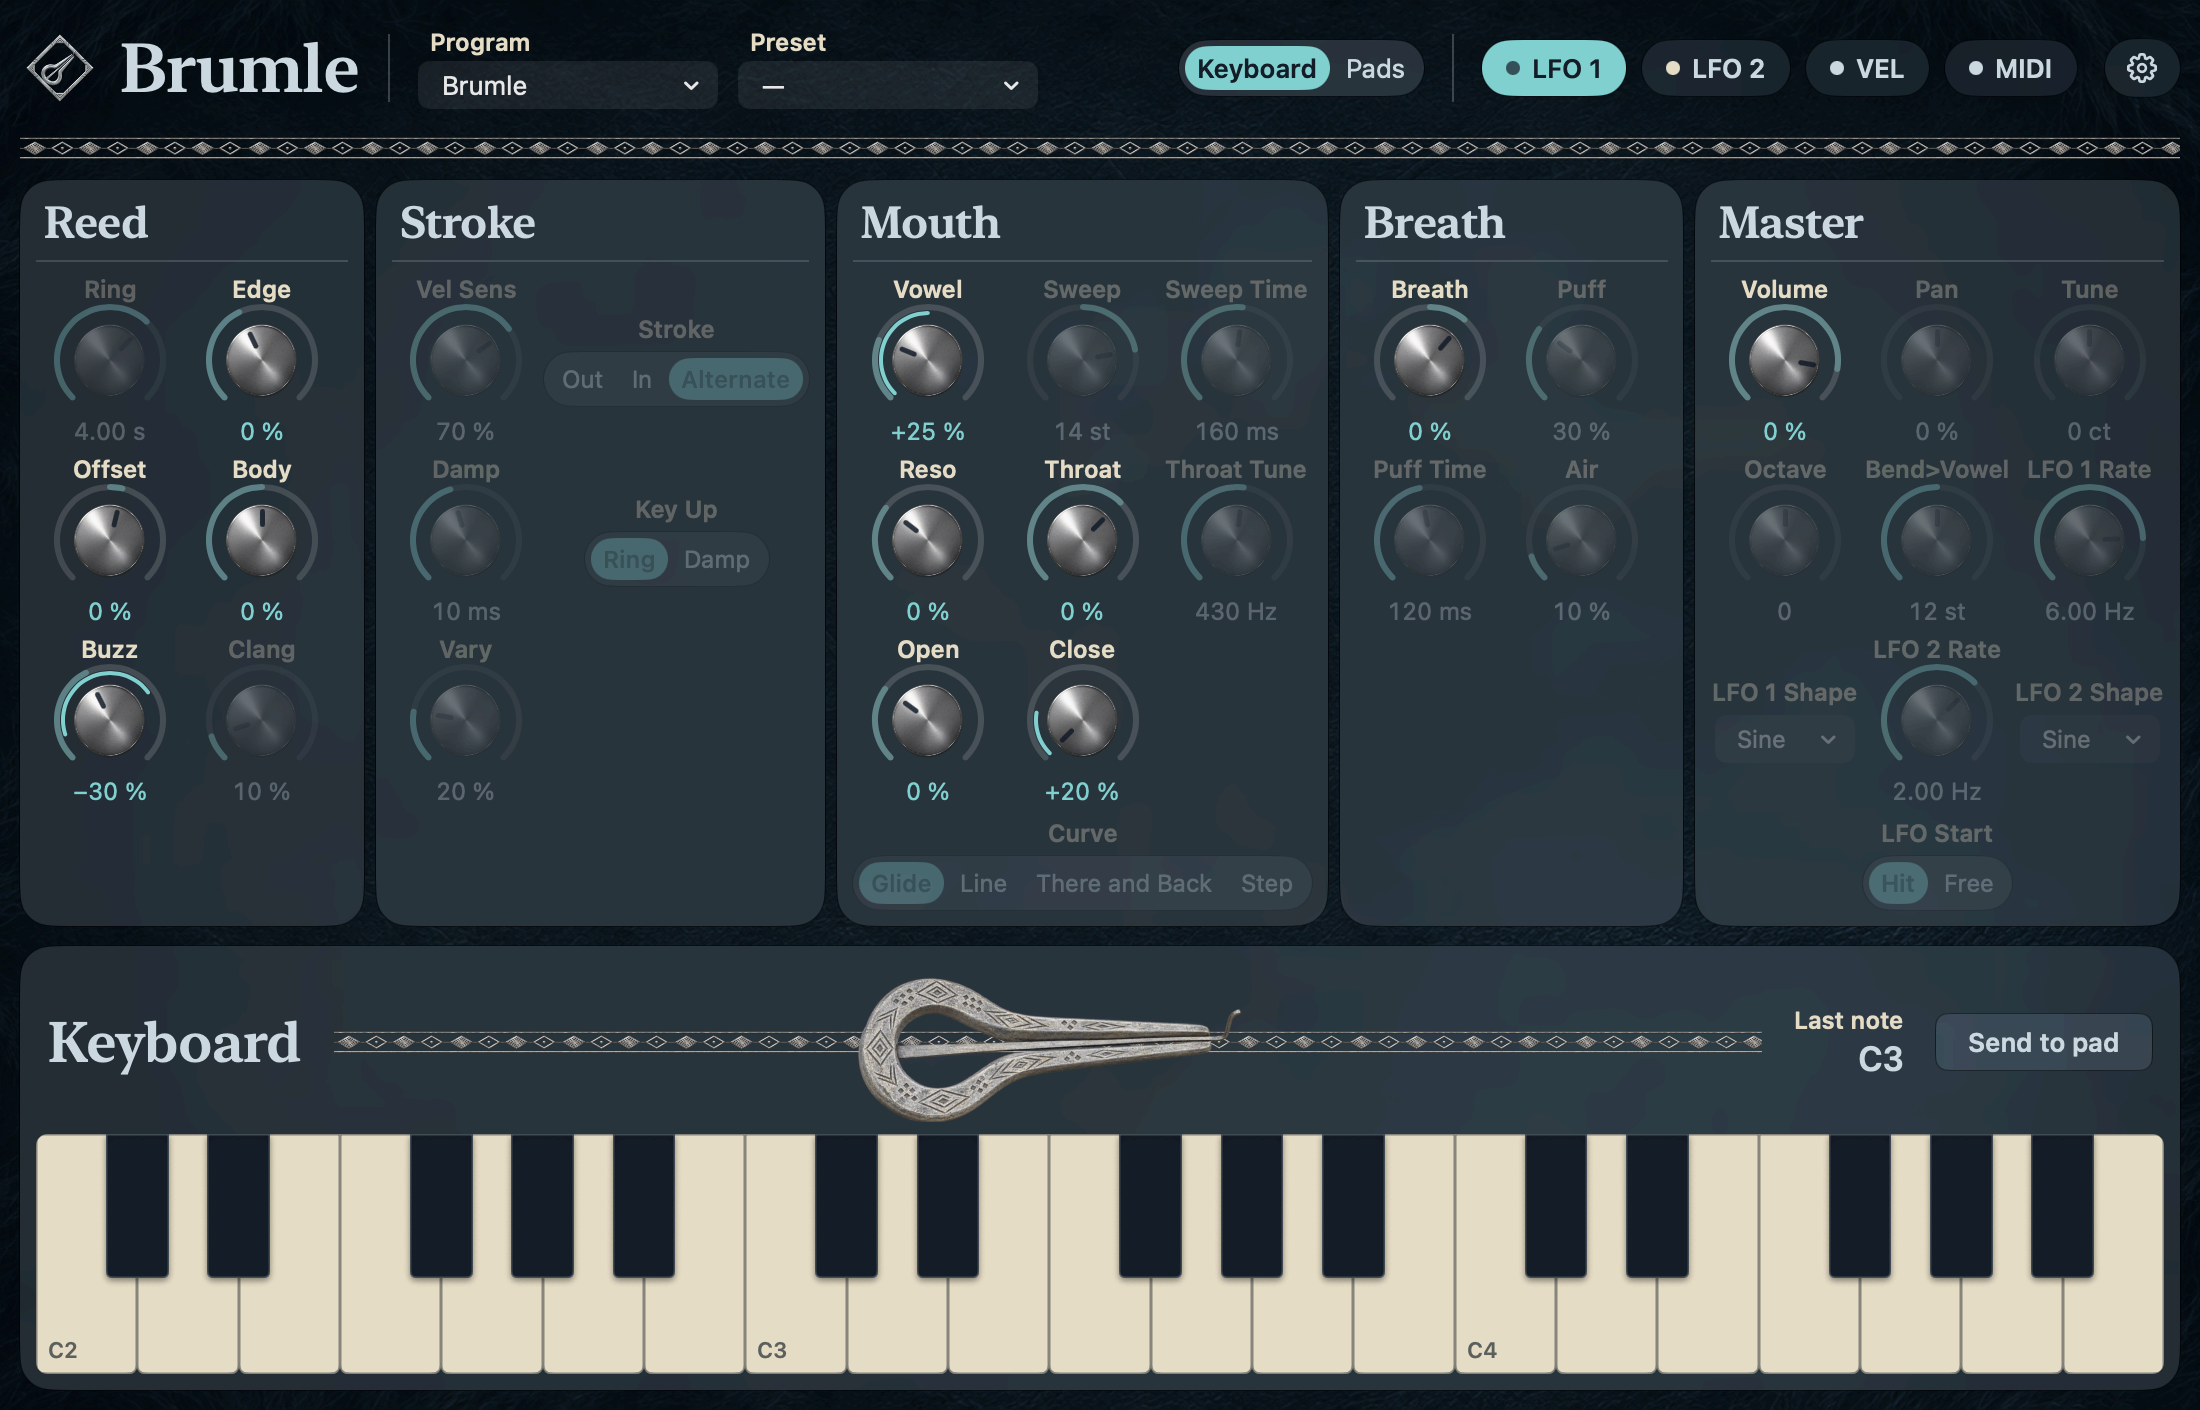 Brumle
Program
Brumle
Preset
—
Keyboard Pads
LFO 1
LFO 2
VEL
MIDI
Reed
Ring
4.00 s
Edge
0 %
Offset
0 %
Body
0 %
Buzz
−30 %
Clang
10 %
Stroke
Vel Sens
70 %
Stroke
Out In Alternate
Damp
10 ms
Key Up
Ring Damp
Vary
20 %
Mouth
Vowel
+25 %
Sweep
14 st
Sweep Time
160 ms
Reso
0 %
Throat
0 %
Throat Tune
430 Hz
Open
0 %
Close
+20 %
Curve
Glide Line There and Back Step
Breath
Breath
0 %
Puff
30 %
Puff Time
120 ms
Air
10 %
Master
Volume
0 %
Pan
0 %
Tune
0 ct
Octave
0
Bend>Vowel
12 st
LFO 1 Rate
6.00 Hz
LFO 1 Shape
Sine
LFO 2 Rate
2.00 Hz
LFO 2 Shape
Sine
LFO Start
Hit Free
Keyboard
Last note
C3
Send to pad
C2
C3
C4